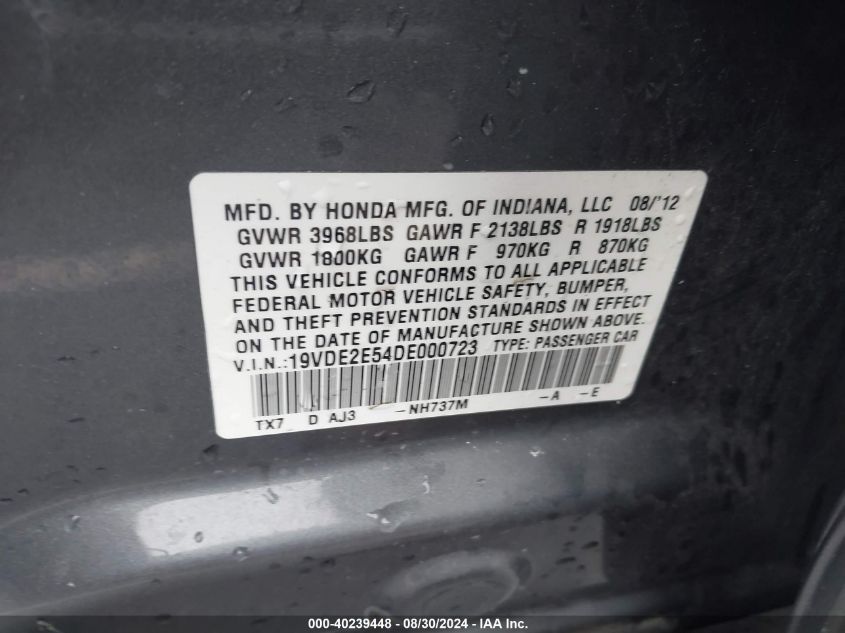 MFD. BY HONDA MFG. OF INDIANA, LLC 08/'12
GVWR 3968LBS GAWR F 2138LBS R 1918LBS
GVWR 1800KG GAWR F 970KG R 870KG
THIS VEHICLE CONFORMS TO ALL APPLICABLE
FEDERAL MOTOR VEHICLE SAFETY, BUMPER,
AND THEFT PREVENTION STANDARDS IN EFFECT
ON THE DATE OF MANUFACTURE SHOWN ABOVE.
V.I.N.:19VDE2E54DE000723 TYPE: PASSENGER CAR
TX7 D AJ3 -NH737M -A -E
000-40239448 - 08/30/2024 - IAA Inc.